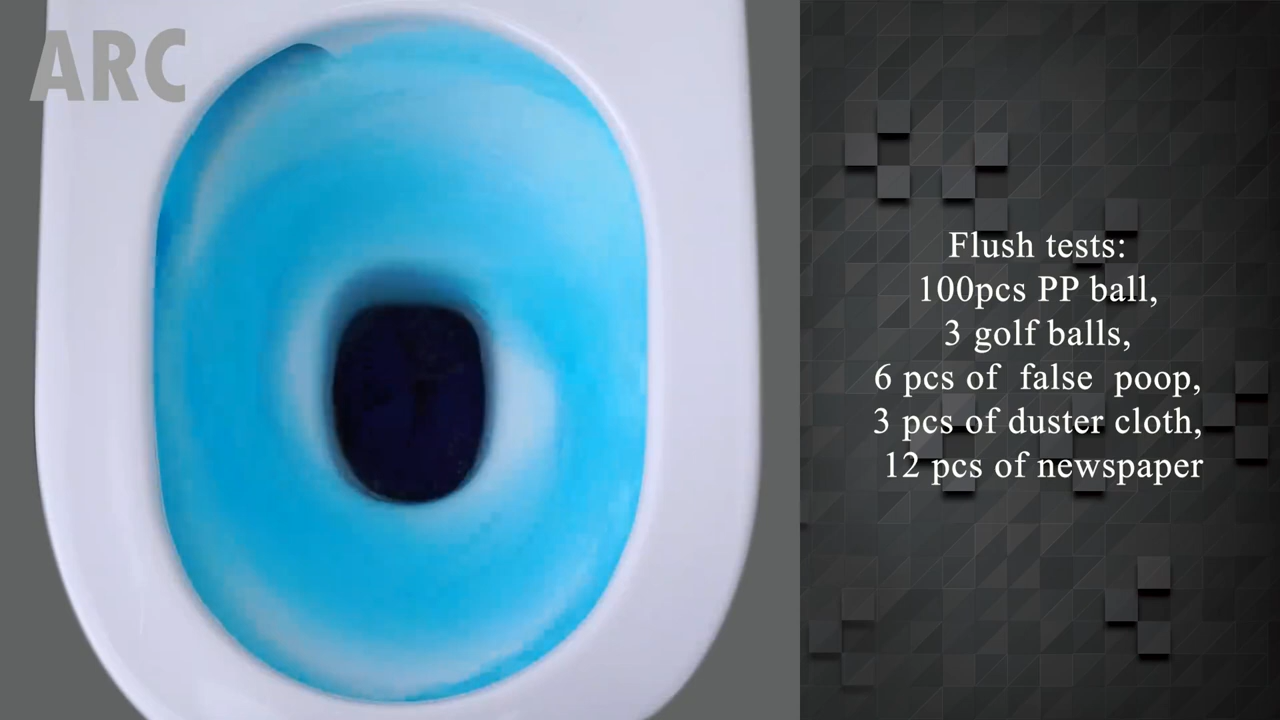 ARC
Flush tests:
100pcs PP ball,
3 golf balls,
6 pcs of false poop,
3 pcs of duster cloth,
12 pcs of newspaper